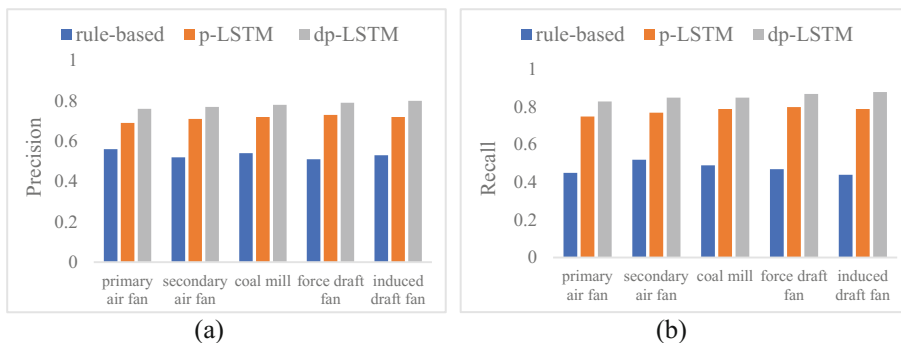 rule-based p-LSTM dp-LSTM
1
0.8
0.6
0.4
0.2
0
Precision
primary air fan
secondary air fan
coal mill
force draft fan
induced draft fan
(a)
rule-based p-LSTM dp-LSTM
1
0.8
0.6
0.4
0.2
0
Recall
primary air fan
secondary air fan
coal mill
force draft fan
induced draft fan
(b)